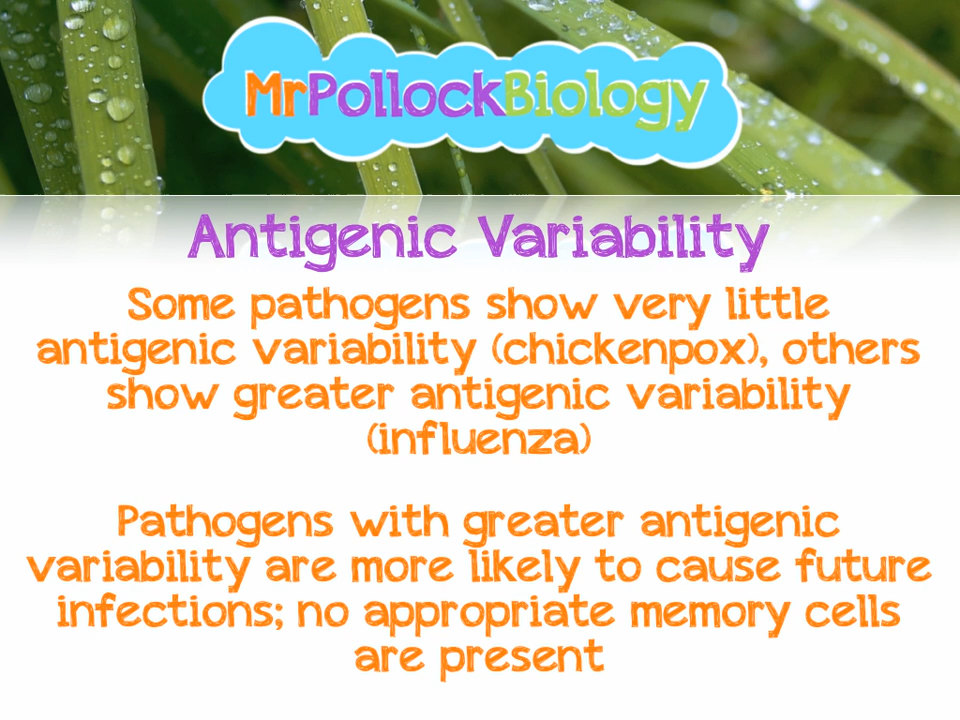 MrPollockBiology
Antigenic Variability
Some pathogens show very little
antigenic variability (chickenpox), others
show greater antigenic variability
(influenza)
Pathogens with greater antigenic
variability are more likely to cause future
infections; no appropriate memory cells
are present